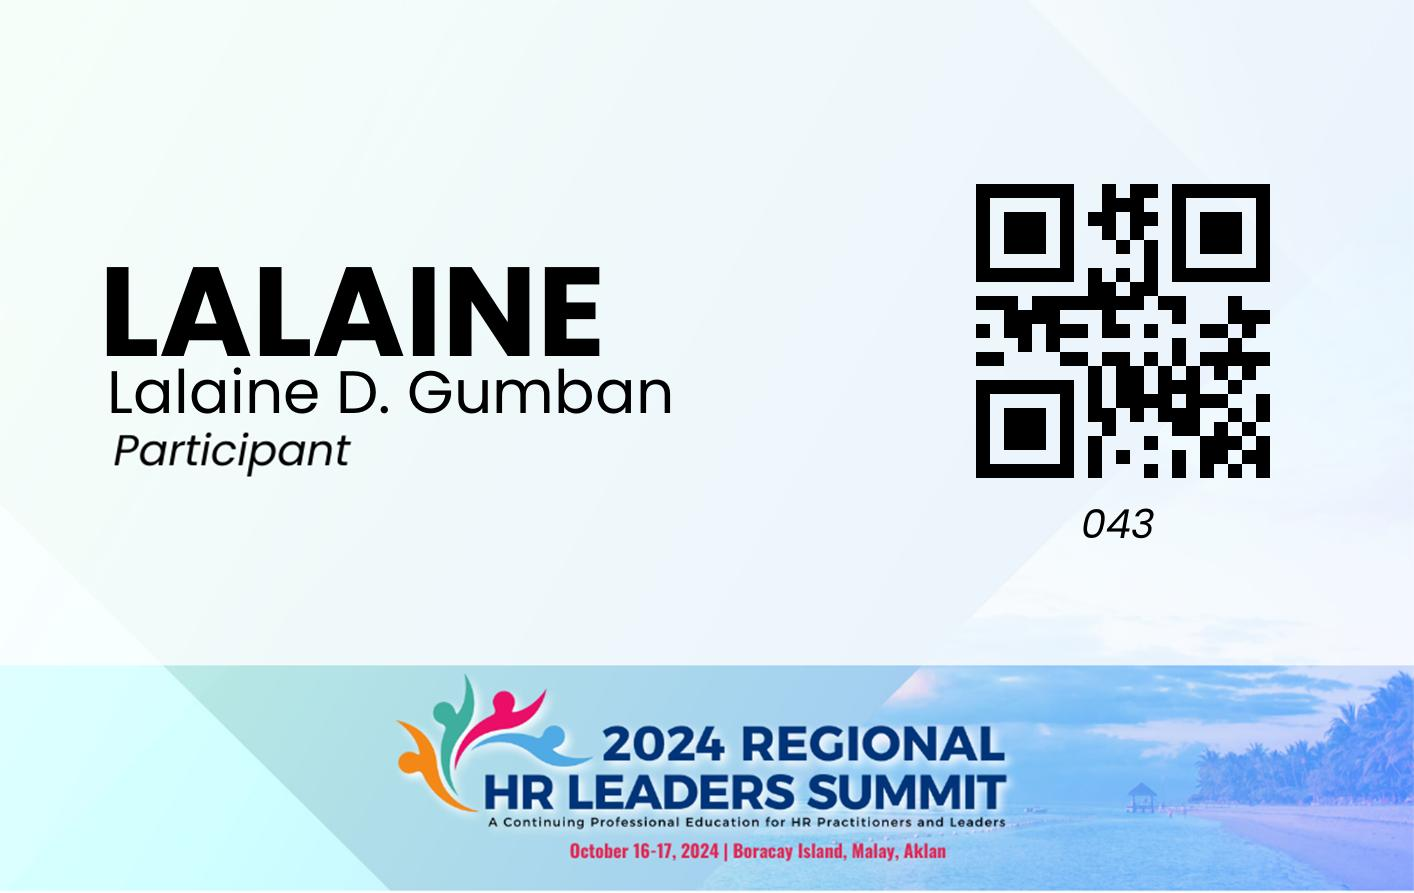 LALAINE
Lalaine D. Gumban
Participant
043
2024 REGIONAL
HR LEADERS SUMMIT
A Continuing Professional Education for HR Practitioners and Leaders
October 16-17, 2024 | Boracay Island, Malay, Aklan